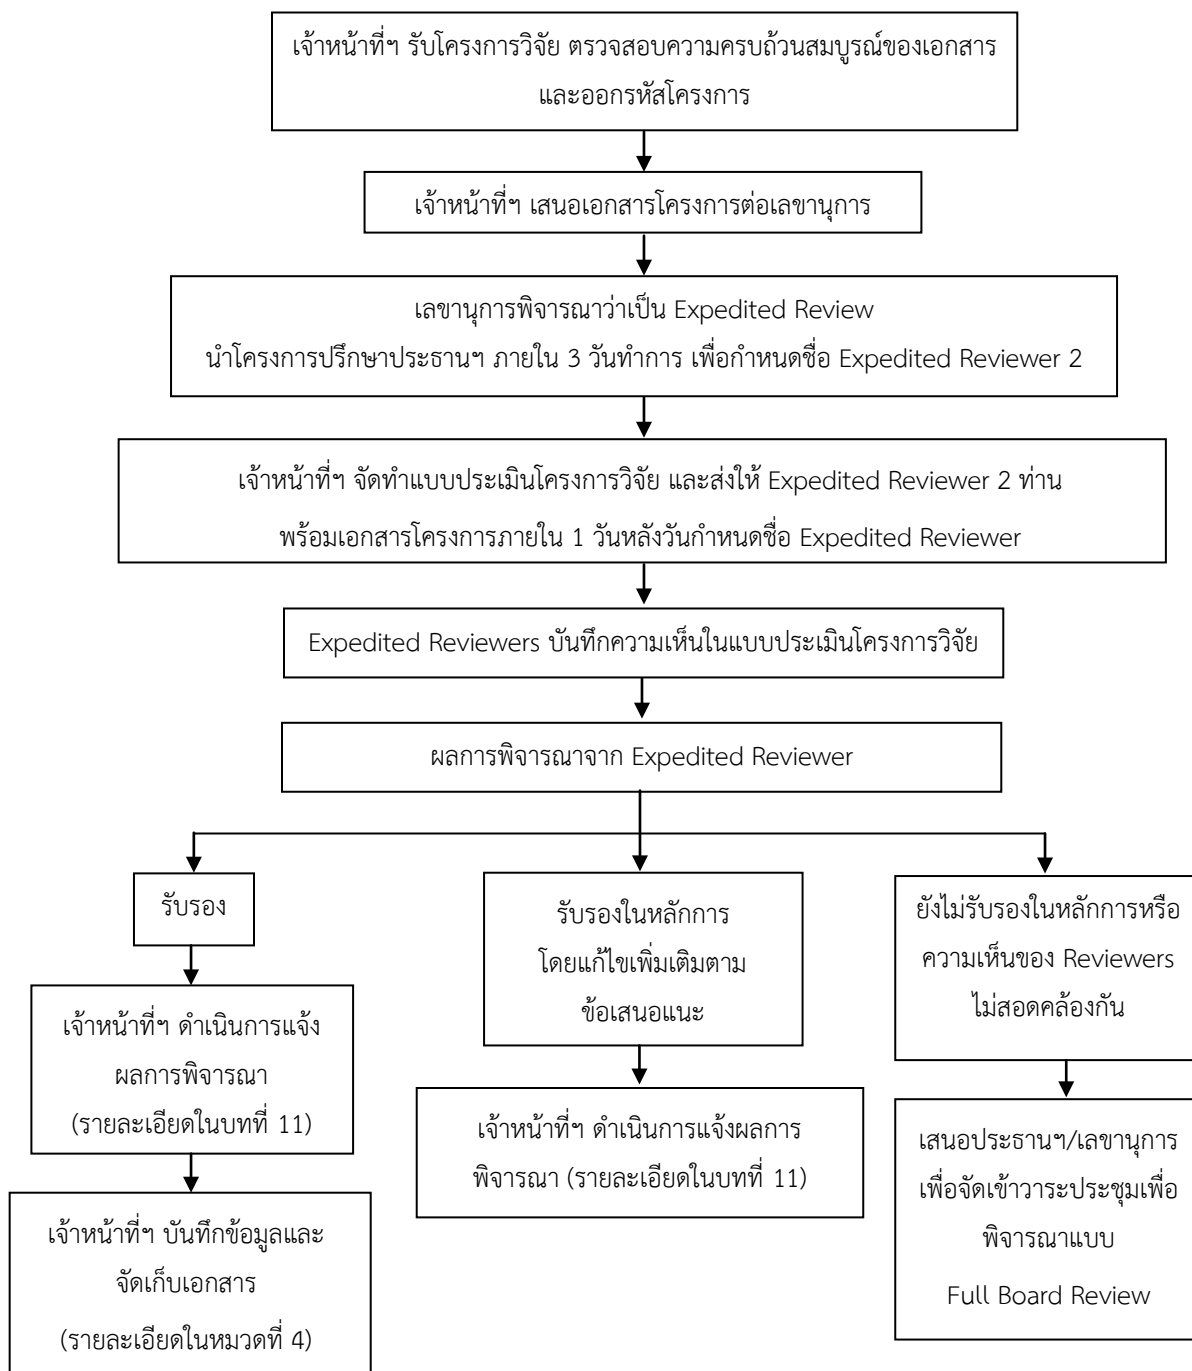 เจ้าหน้าที่ฯ รับโครงการวิจัย ตรวจสอบความครบถ้วนสมบูรณ์ของเอกสาร
และออกรหัสโครงการ
เจ้าหน้าที่ฯ เสนอเอกสารโครงการต่อเลขานุการ
เลขานุการพิจารณาว่าเป็น Expedited Review
นำโครงการปรึกษาประธานฯ ภายใน 3 วันทำการ เพื่อกำหนดชื่อ Expedited Reviewer 2
เจ้าหน้าที่ฯ จัดทำแบบประเมินโครงการวิจัย และส่งให้ Expedited Reviewer 2 ท่าน
พร้อมเอกสารโครงการภายใน 1 วันหลังวันกำหนดชื่อ Expedited Reviewer
Expedited Reviewers บันทึกความเห็นในแบบประเมินโครงการวิจัย
ผลการพิจารณาจาก Expedited Reviewer
รับรอง
เจ้าหน้าที่ฯ ดำเนินการแจ้ง
ผลการพิจารณา
(รายละเอียดในบทที่ 11)
เจ้าหน้าที่ฯ บันทึกข้อมูลและ
จัดเก็บเอกสาร
(รายละเอียดในหมวดที่ 4)
รับรองในหลักการ
โดยแก้ไขเพิ่มเติมตาม
ข้อเสนอแนะ
เจ้าหน้าที่ฯ ดำเนินการแจ้งผลการ
พิจารณา (รายละเอียดในบทที่ 11)
ยังไม่รับรองในหลักการหรือ
ความเห็นของ Reviewers
ไม่สอดคล้องกัน
เสนอประธานฯ/เลขานุการ
เพื่อจัดเข้าวาระประชุมเพื่อ
พิจารณาแบบ
Full Board Review